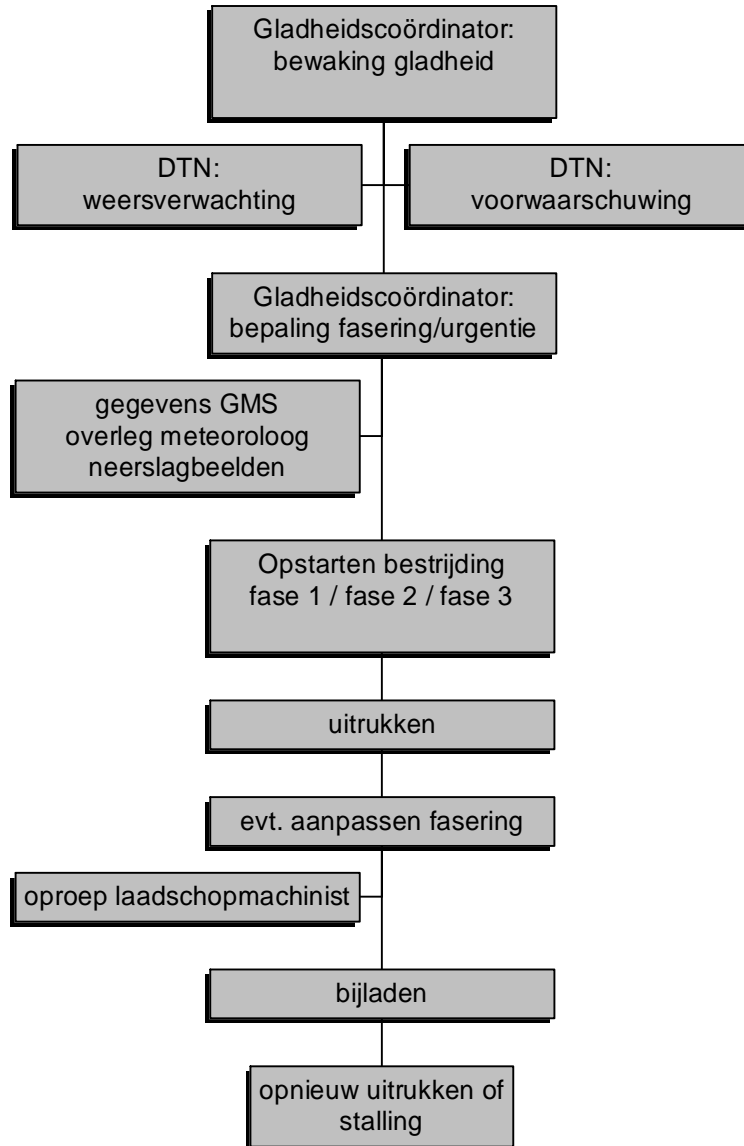 Gladheidscoördinator:
bewaking gladheid
DTN:
weersverwachting
DTN:
voorwaarschuwing
Gladheidscoördinator:
bepaling fasering/urgentie
gegevens GMS
overleg meteoroloog
neerslagbeelden
Opstarten bestrijding
fase 1 / fase 2 / fase 3
uitrukken
evt. aanpassen fasering
oproep laadschopmachinist
bijladen
opnieuw uitrukken of
stalling